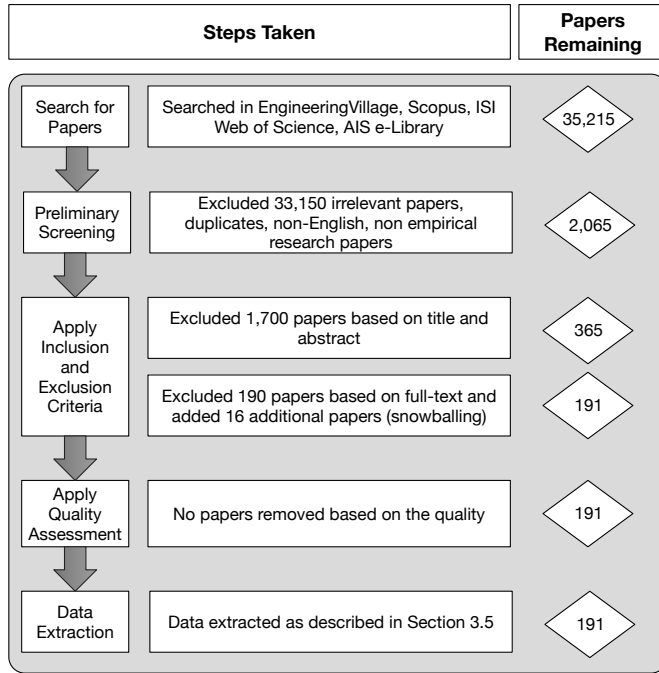 Steps Taken
Papers
Remaining
Search for
Papers
Searched in EngineeringVillage, Scopus, ISI
Web of Science, AIS e-Library
35,215
Preliminary
Screening
Excluded 33,150 irrelevant papers,
duplicates, non-English, non empirical
research papers
2,065
Apply
Inclusion
and
Exclusion
Criteria
Excluded 1,700 papers based on title and
abstract
365
Excluded 190 papers based on full-text and
added 16 additional papers (snowballing)
191
Apply
Quality
Assessment
No papers removed based on the quality
191
Data
Extraction
Data extracted as described in Section 3.5
191